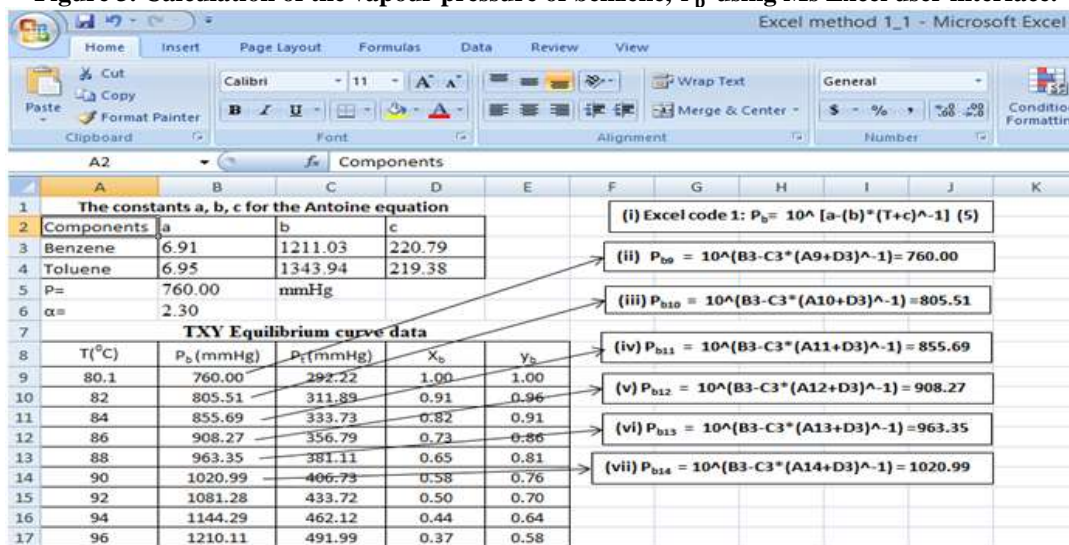 Figure 3: Calculation of the vapour pressure of benzene, Pb using Ms Excel user interface.
Excel method 1_1 - Microsoft Excel
Home Insert Page Layout Formulas Data Review View
Paste
Cut
Copy
Format Painter
Clipboard
Calibri 11 A A
B I U A
Font
Wrap Text
Merge & Center
Alignment
General
$ % , .00 .00
Number
Conditio
Formattin
A2 fx Components
A B C D E F G H I J K
1 The constants a, b, c for the Antoine equation
2 Components a b c
3 Benzene 6.91 1211.03 220.79
4 Toluene 6.95 1343.94 219.38
5 P= 760.00 mmHg
6 α= 2.30
7 TXY Equilibrium curve data
8 T(⁰C) Pb(mmHg) Pt(mmHg) Xb yb
9 80.1 760.00 292.22 1.00 1.00
10 82 805.51 311.89 0.91 0.96
11 84 855.69 333.73 0.82 0.91
12 86 908.27 356.79 0.73 0.86
13 88 963.35 381.11 0.65 0.81
14 90 1020.99 406.73 0.58 0.76
15 92 1081.28 433.72 0.50 0.70
16 94 1144.29 462.12 0.44 0.64
17 96 1210.11 491.99 0.37 0.58
(i) Excel code 1: Pb= 10^ [a-(b)*(T+c)^-1] (5)
(ii) Pb9 = 10^(B3-C3*(A9+D3)^-1)= 760.00
(iii) Pb10 = 10^(B3-C3*(A10+D3)^-1) =805.51
(iv) Pb11 = 10^(B3-C3*(A11+D3)^-1) = 855.69
(v) Pb12 = 10^(B3-C3*(A12+D3)^-1) = 908.27
(vi) Pb13 = 10^(B3-C3*(A13+D3)^-1) =963.35
(vii) Pb14 = 10^(B3-C3*(A14+D3)^-1) = 1020.99